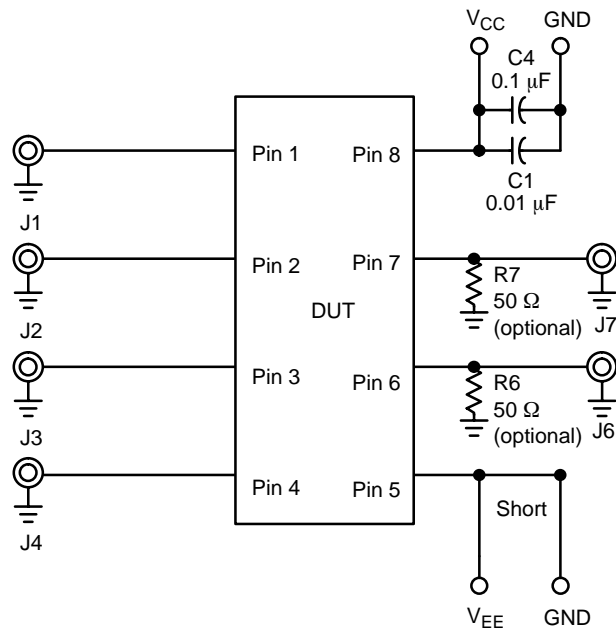 V_CC GND
C4
0.1 μF
Pin 1 Pin 8
C1
0.01 μF
J1
Pin 2 Pin 7
R7
50 Ω
(optional)
J7
J2
DUT
Pin 3 Pin 6
R6
50 Ω
(optional)
J6
J3
Pin 4 Pin 5
Short
J4
V_EE GND